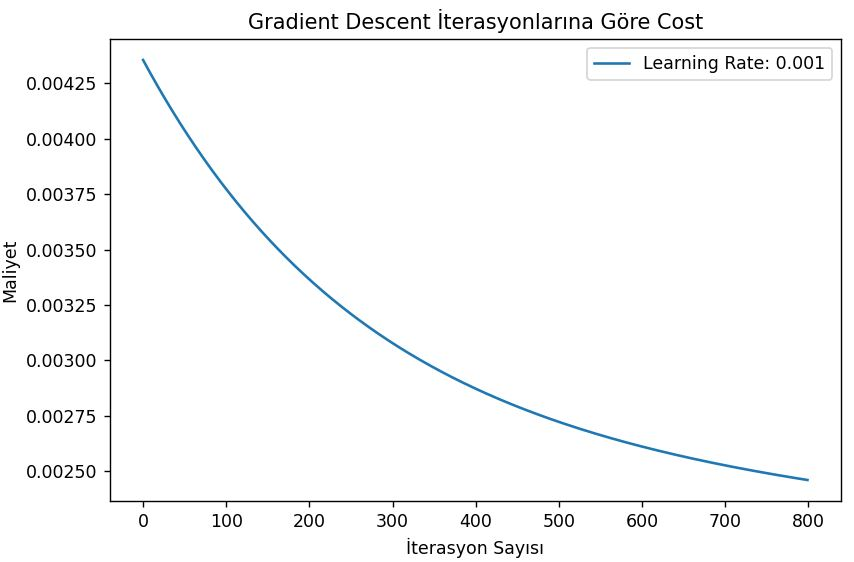 Gradient Descent İterasyonlarına Göre Cost
Learning Rate: 0.001
0.00425
0.00400
0.00375
0.00350
0.00325
0.00300
0.00275
0.00250
Maliyet
0 100 200 300 400 500 600 700 800
İterasyon Sayısı